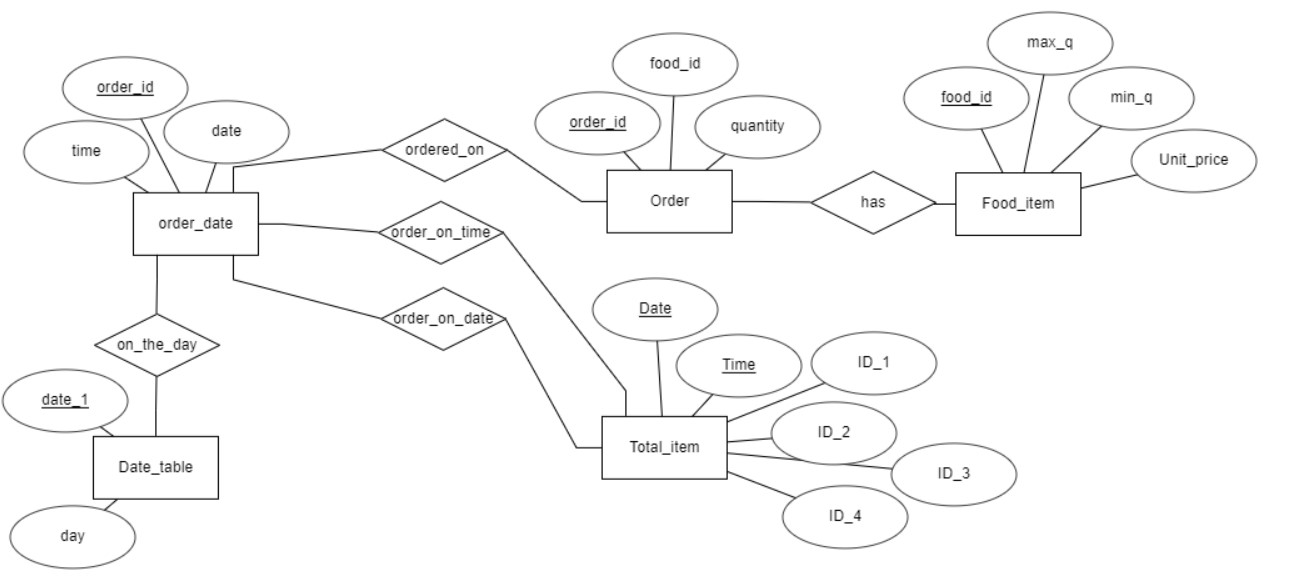 max_q
food_id
order_id
food_id
min_q
order_id
quantity
time
date
ordered_on
Unit_price
order_date
Order
has
Food_item
order_on_time
Date
order_on_date
on_the_day
Time
ID_1
date_1
ID_2
Total_item
Date_table
ID_3
ID_4
day